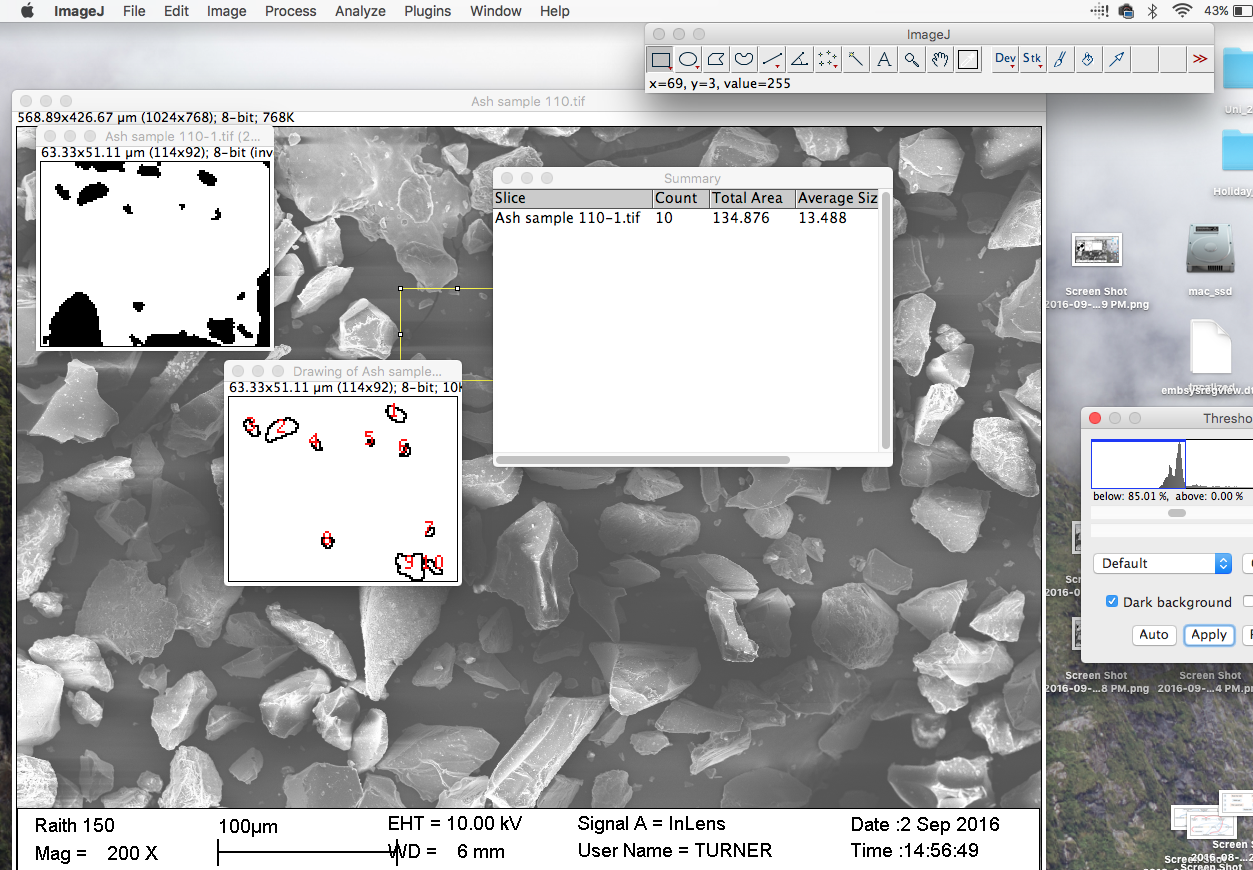 ImageJ File Edit Image Process Analyze Plugins Window Help 43%
ImageJ
Dev Stk >>
x=69, y=3, value=255
Ash sample 110.tif
568.89x426.67 µm (1024x768); 8-bit; 768K
Ash sample 110-1.tif (2...
63.33x51.11 µm (114x92); 8-bit (inv
Summary
Slice Count Total Area Average Siz
Ash sample 110-1.tif 10 134.876 13.488
Drawing of Ash sample...
63.33x51.11 µm (114x92); 8-bit; 10K
1
3 2
4 5 6
7
8
9 10
Uni_2
Holiday
Screen Shot
2016-09-...9 PM.png
mac_ssd
Thresho
below: 85.01 %, above: 0.00 %
Default
Dark background
Auto Apply
Screen Shot
2016-09-...8 PM.png
Screen Shot
2016-09-...4 PM.png
Screen S
2016-08-...2
Screen Shot
Raith 150
Mag = 200 X
100µm
EHT = 10.00 kV
WD = 6 mm
Signal A = InLens
User Name = TURNER
Date :2 Sep 2016
Time :14:56:49